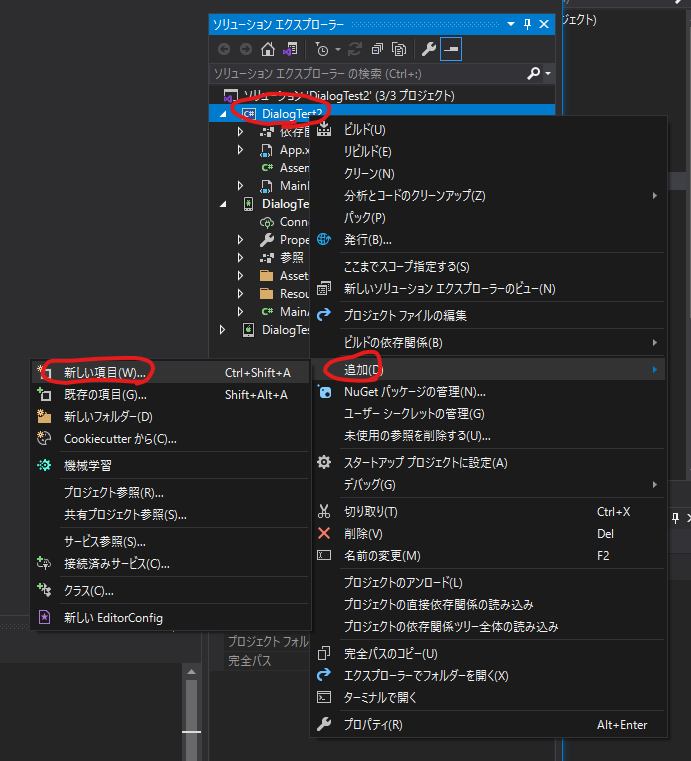 ソリューション エクスプローラー
ジェクト)
ソリューション エクスプローラー の検索 (Ctrl+:)
ソリューション 'DialogTest2' (3/3 プロジェクト)
C# DialogTest2
依存関
App.x
C# Assem
MainP
DialogTe
Conne
Prope
参照
Assets
Resou
C# MainA
DialogTes
ビルド(U)
リビルド(E)
クリーン(N)
分析とコードのクリーンアップ(Z)
パック(P)
発行(B)...
ここまでスコープ指定する(S)
新しいソリューション エクスプローラーのビュー(N)
プロジェクト ファイルの編集
ビルドの依存関係(B)
追加(D)
NuGet パッケージの管理(N)...
ユーザー シークレットの管理(G)
未使用の参照を削除する(U)...
スタートアップ プロジェクトに設定(A)
デバッグ(G)
切り取り(T) Ctrl+X
削除(V) Del
名前の変更(M) F2
プロジェクトのアンロード(L)
プロジェクトの直接依存関係の読み込み
プロジェクトの依存関係ツリー全体の読み込み
完全パスのコピー(U)
エクスプローラーでフォルダーを開く(X)
ターミナルで開く
プロパティ(R) Alt+Enter
新しい項目(W)... Ctrl+Shift+A
既存の項目(G)... Shift+Alt+A
新しいフォルダー(D)
Cookiecutter から(C)...
機械学習
プロジェクト参照(R)...
共有プロジェクト参照(S)...
サービス参照(S)...
接続済みサービス(C)...
クラス(C)...
新しい EditorConfig
プロジェクト フォル
完全パス